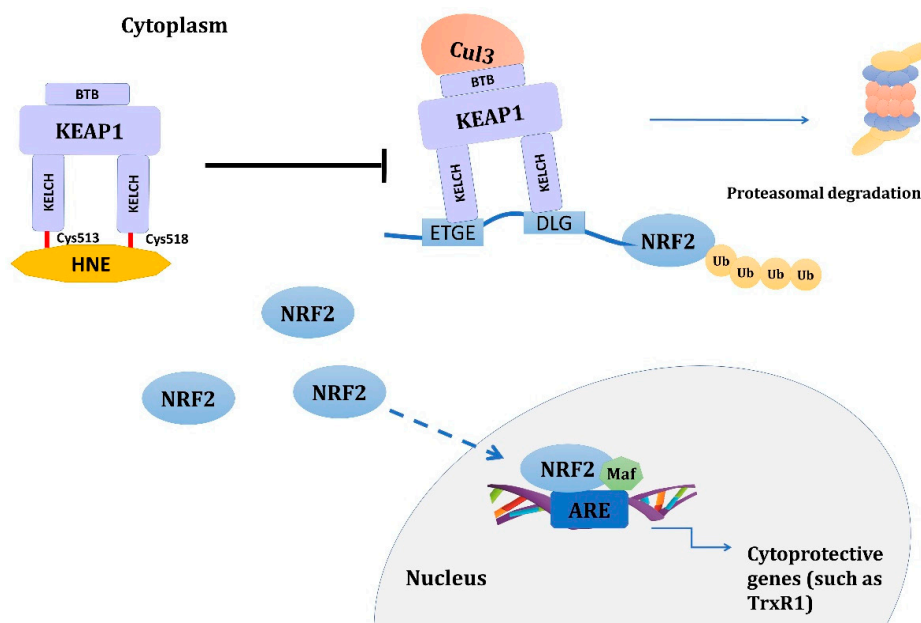 Cytoplasm
Cul3
BTB
KEAP1
KELCH
KELCH
Cys513
Cys518
HNE
BTB
KEAP1
KELCH
KELCH
ETGE
DLG
NRF2
Ub
Ub
Ub
Ub
Proteasomal degradation
NRF2
NRF2
NRF2
NRF2
Maf
ARE
Nucleus
Cytoprotective
genes (such as
TrxR1)